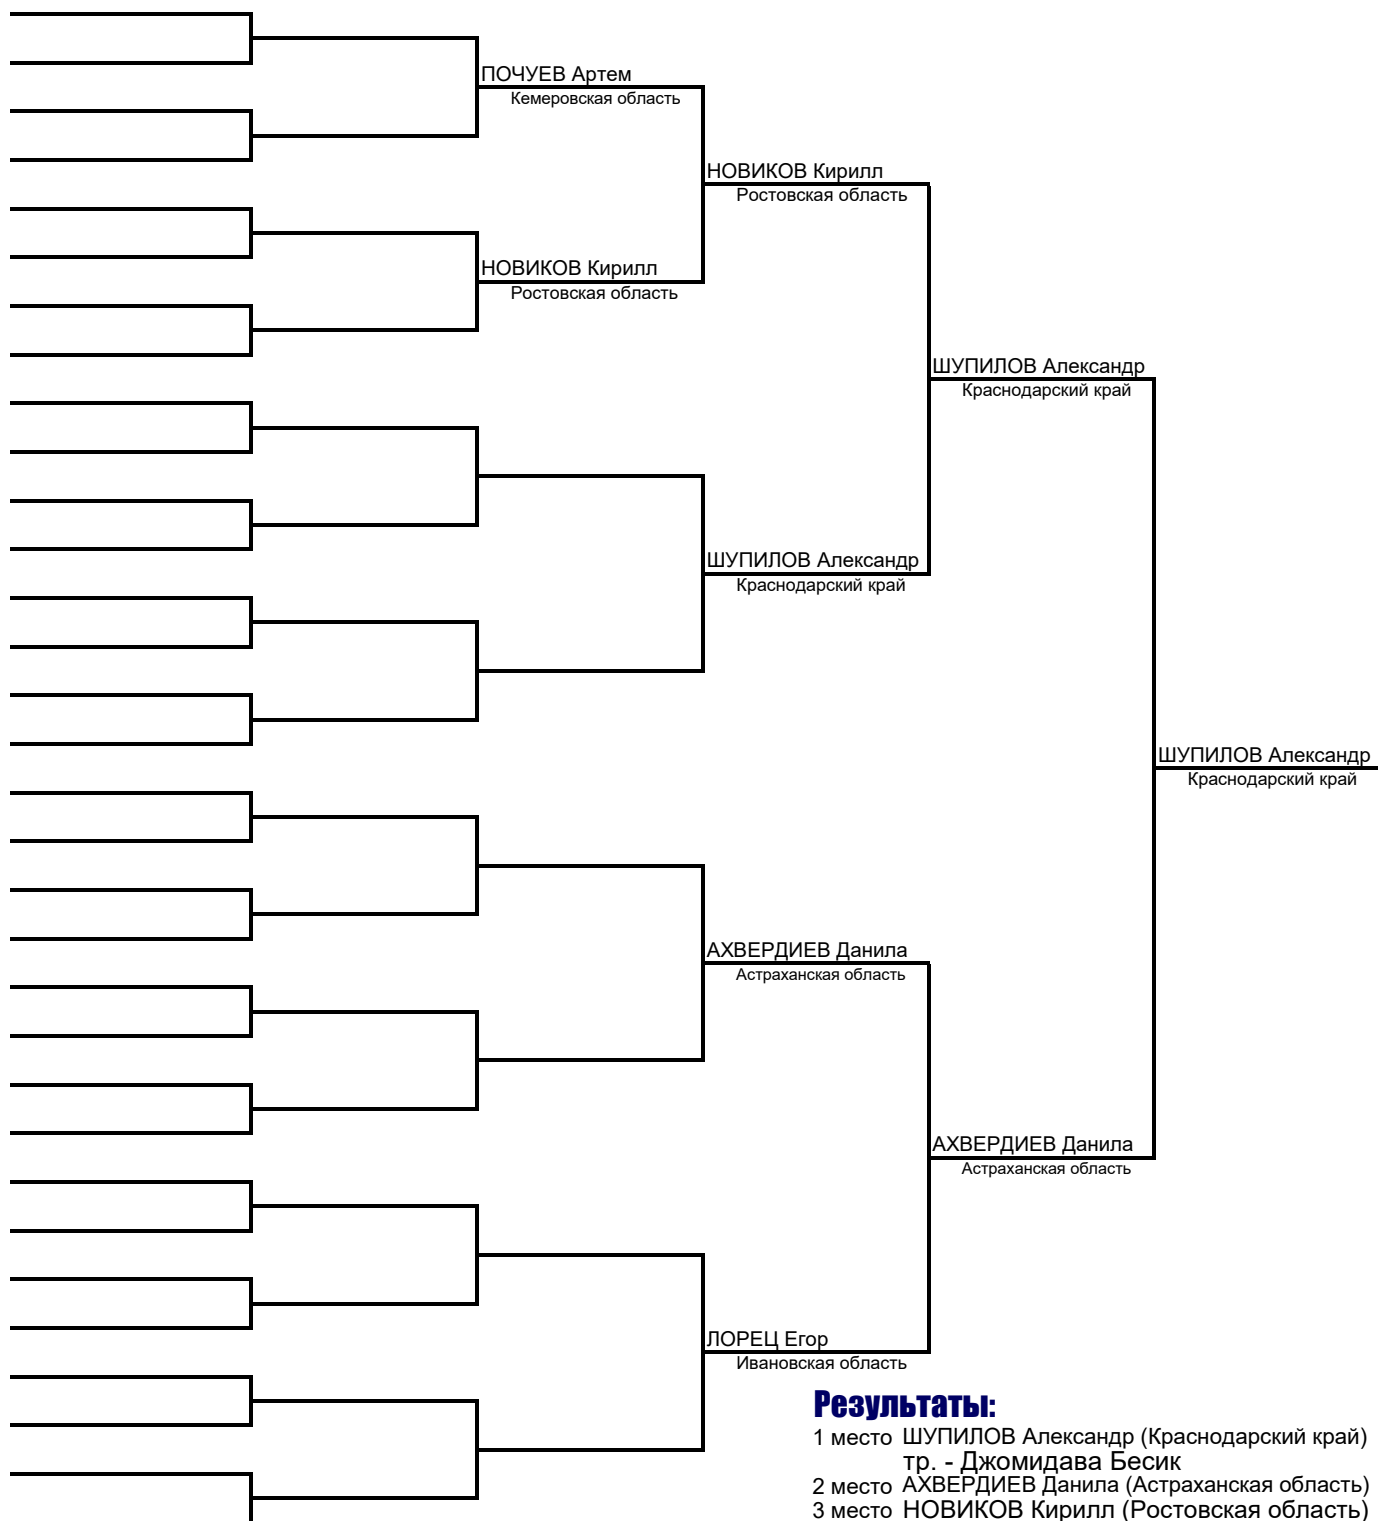 ПОЧУЕВ Артем
Кемеровская область
НОВИКОВ Кирилл
Ростовская область
НОВИКОВ Кирилл
Ростовская область
ШУПИЛОВ Александр
Краснодарский край
ШУПИЛОВ Александр
Краснодарский край
ШУПИЛОВ Александр
Краснодарский край
АХВЕРДИЕВ Данила
Астраханская область
АХВЕРДИЕВ Данила
Астраханская область
ЛОРЕЦ Егор
Ивановская область
Результаты:
1 место ШУПИЛОВ Александр (Краснодарский край)
тр. - Джомидава Бесик
2 место АХВЕРДИЕВ Данила (Астраханская область)
3 место НОВИКОВ Кирилл (Ростовская область)